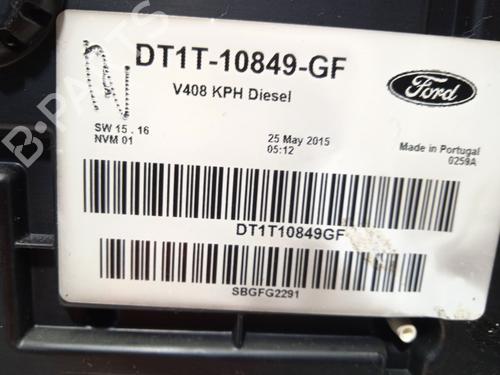 N
DT1T-10849-GF
Ford
V408 KPH Diesel
SW 15 . 16
NVM 01
25 May 2015
05:12
Made in Portugal
0259A
DT1T10849GF
SBGFG2291
B-PARTS